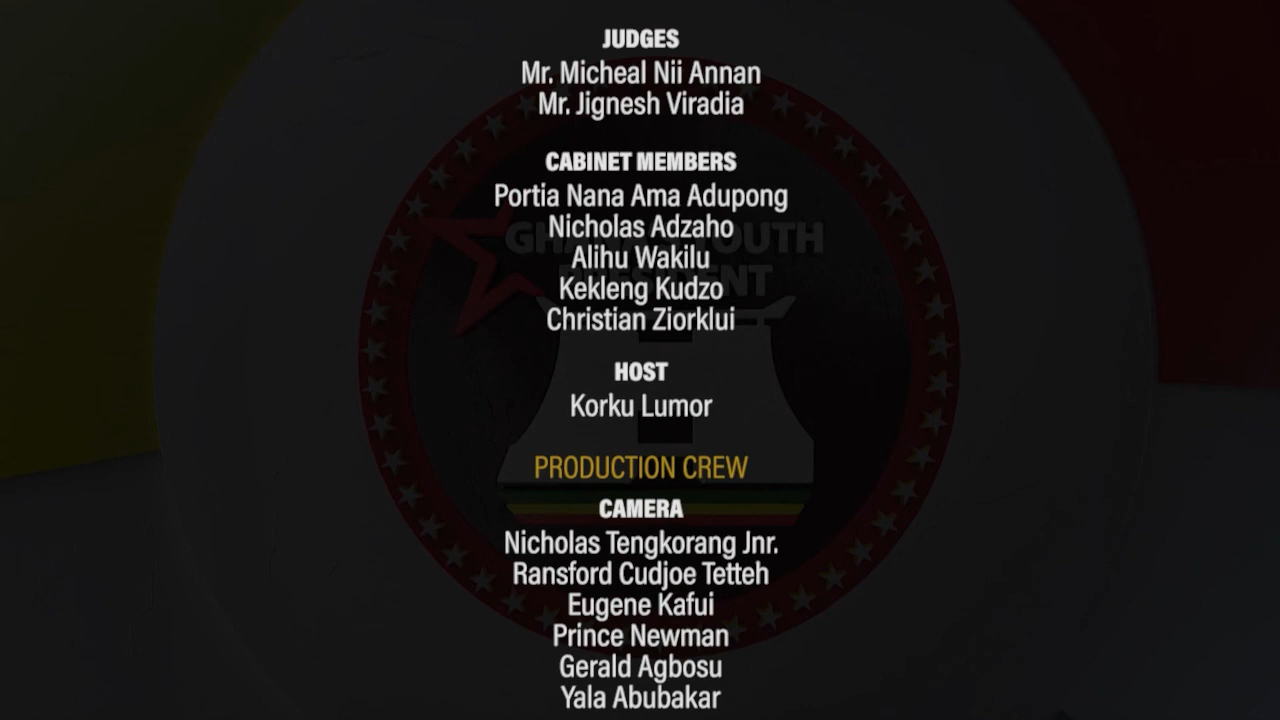 JUDGES
Mr. Micheal Nii Annan
Mr. Jignesh Viradia
CABINET MEMBERS
Portia Nana Ama Adupong
Nicholas Adzaho
Alihu Wakilu
Kekleng Kudzo
Christian Ziorklui
HOST
Korku Lumor
PRODUCTION CREW
CAMERA
Nicholas Tengkorang Jnr.
Ransford Cudjoe Tetteh
Eugene Kafui
Prince Newman
Gerald Agbosu
Yala Abubakar